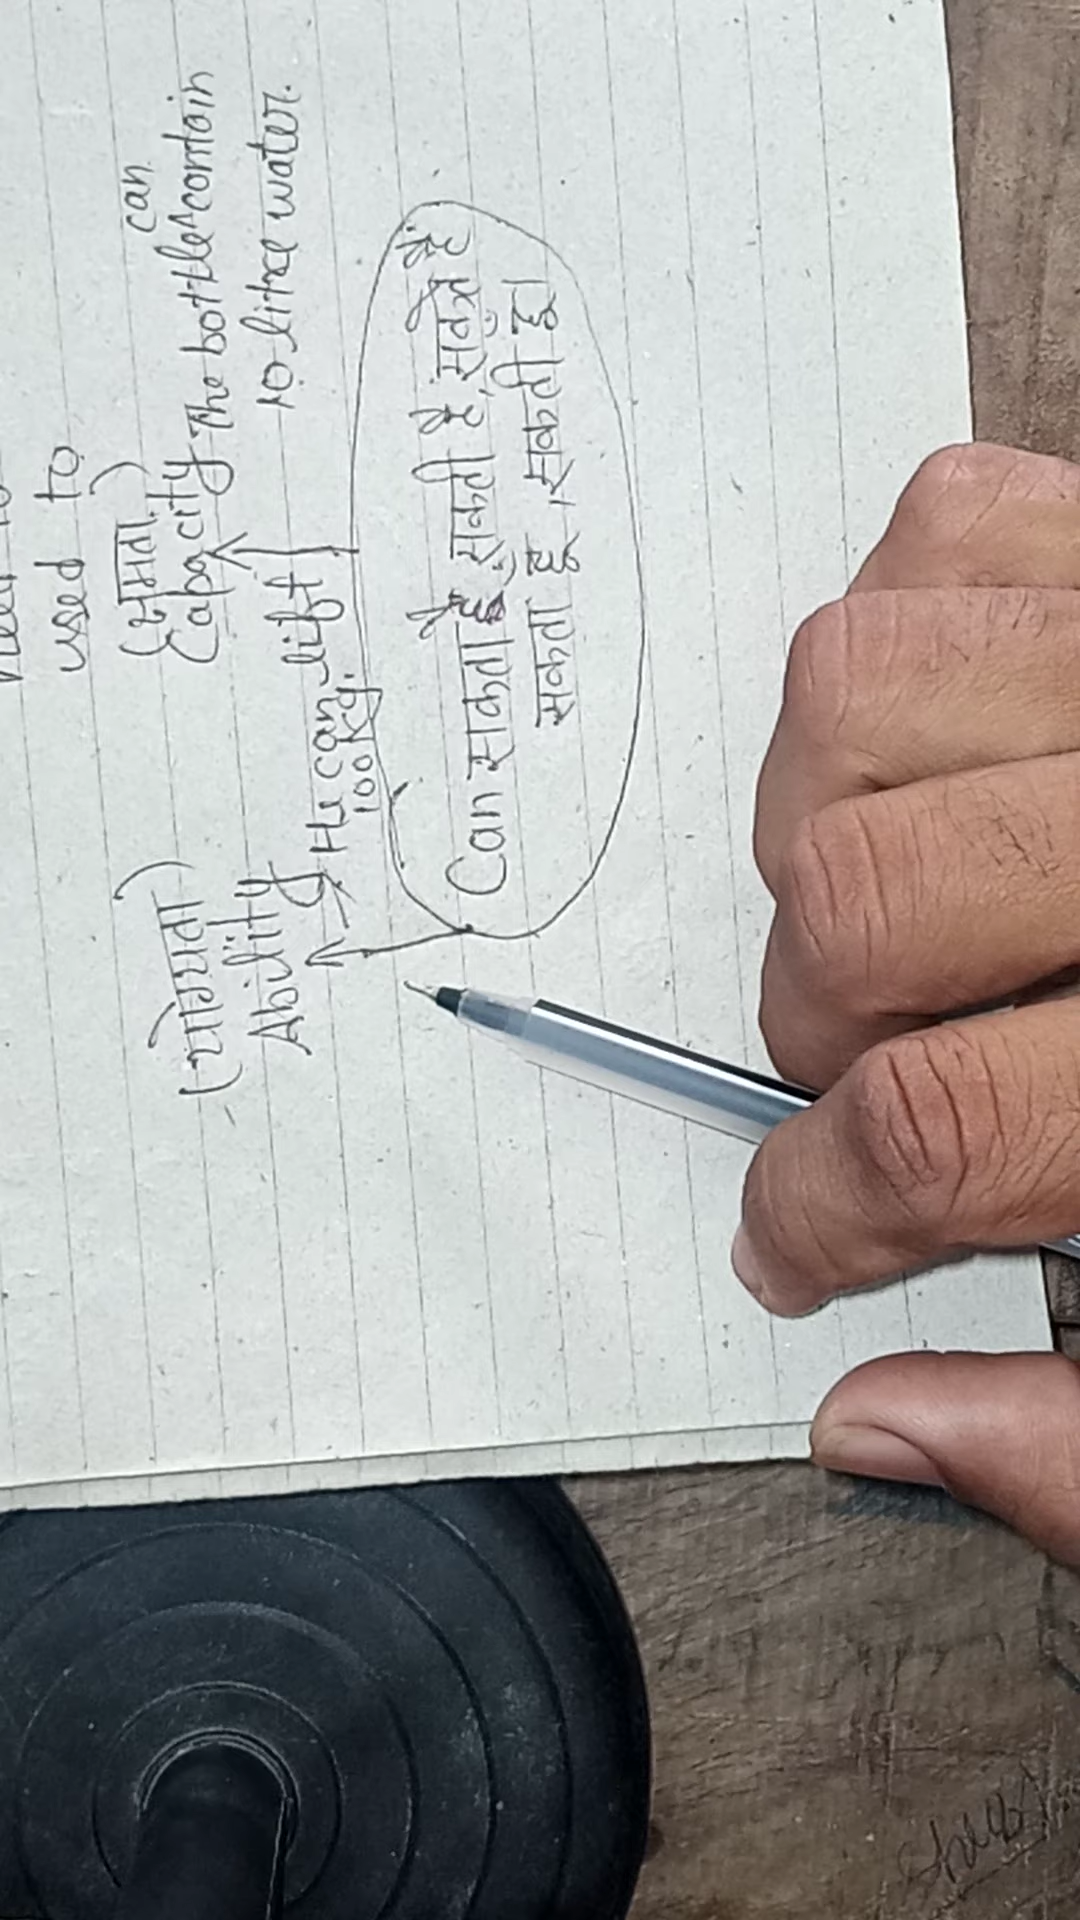 used to
(क्षमता)
Capacity → The bottle ^can contain
10 litre water.
(योग्यता)
Ability → He can lift
100 kg.
Can सकता है, सकती है, सकते हैं
सकता हूँ, सकती हूँ।